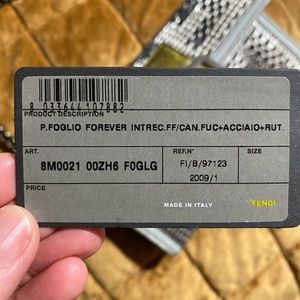 8 033644 107882
PRODUCT DESCRIPTION
P.FOGLIO FOREVER INTREC.FF/CAN.FUC+ACCIAIO+RUT.
ART. REF.N° SIZE
8M0021 00ZH6 F0GLG FI/B/97123
2009/1
PRICE
MADE IN ITALY FENDI